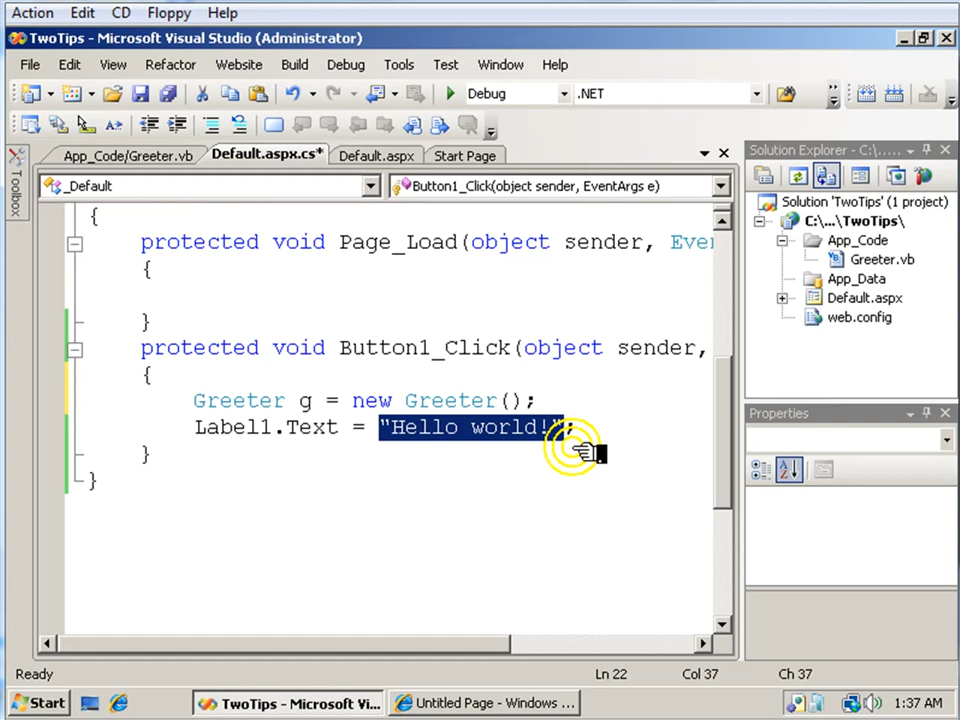 Action Edit CD Floppy Help
TwoTips - Microsoft Visual Studio (Administrator)
File Edit View Refactor Website Build Debug Tools Test Window Help
Debug .NET
App_Code/Greeter.vb Default.aspx.cs* Default.aspx Start Page
Solution Explorer - C:\....
Toolbox
_Default Button1_Click(object sender, EventArgs e)
{
protected void Page_Load(object sender, Even
{
}
protected void Button1_Click(object sender,
{
Greeter g = new Greeter();
Label1.Text = "Hello world!";
}
}
Solution 'TwoTips' (1 project)
C:\...\TwoTips\
App_Code
Greeter.vb
App_Data
Default.aspx
web.config
Properties
Ready Ln 22 Col 37 Ch 37
Start TwoTips - Microsoft Vi... Untitled Page - Windows ... 1:37 AM